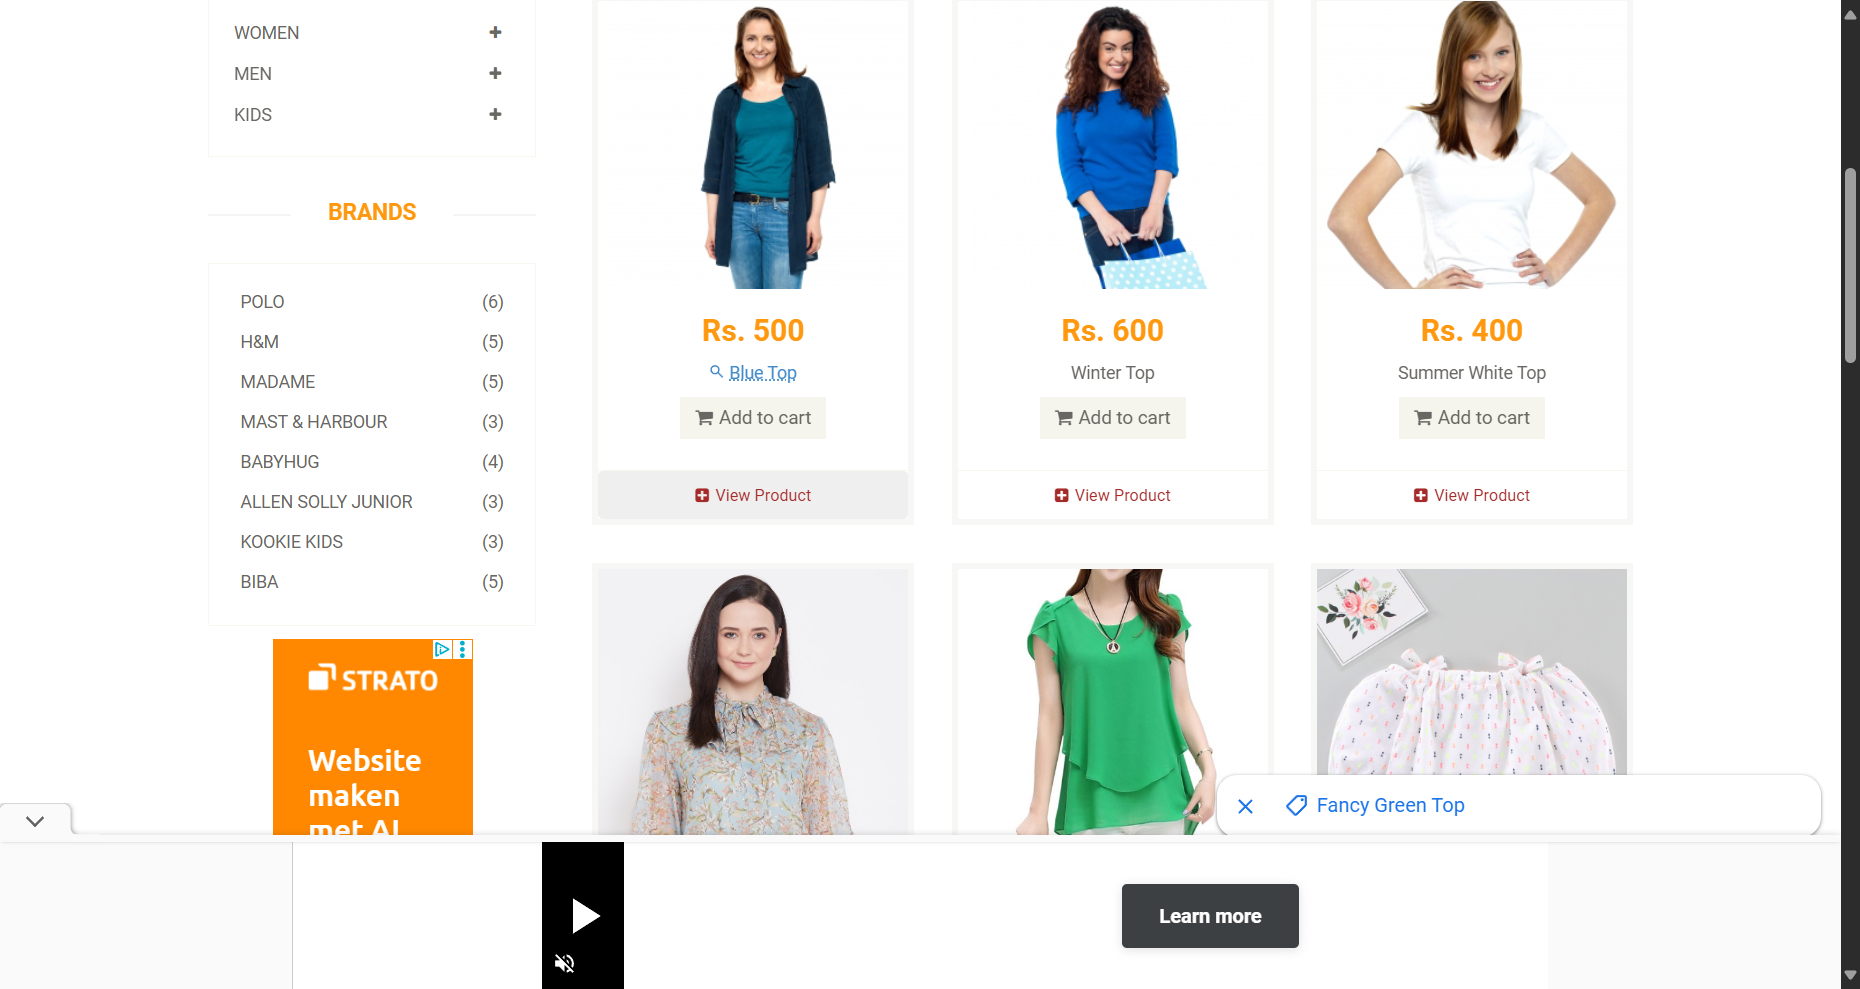 WOMEN
MEN
KIDS
BRANDS
POLO (6)
H&M (5)
MADAME (5)
MAST & HARBOUR (3)
BABYHUG (4)
ALLEN SOLLY JUNIOR (3)
KOOKIE KIDS (3)
BIBA (5)
STRATO
Website
maken
met AI
Rs. 500
Blue Top
Add to cart
View Product
Rs. 600
Winter Top
Add to cart
View Product
Rs. 400
Summer White Top
Add to cart
View Product
Fancy Green Top
Learn more